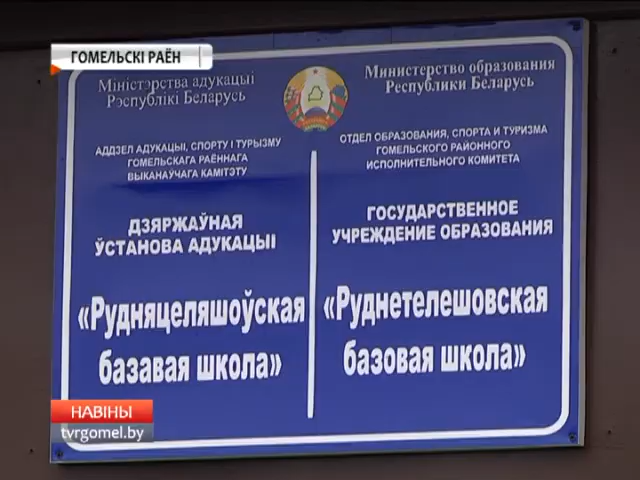 ГОМЕЛЬСКІ РАЁН
Міністэрства адукацыі
Рэспублікі Беларусь
АДДЗЕЛ АДУКАЦЫІ, СПОРТУ І ТУРЫЗМУ
ГОМЕЛЬСКАГА РАЁННАГА
ВЫКАНАЎЧАГА КАМІТЭТУ
ДЗЯРЖАЎНАЯ
ЎСТАНОВА АДУКАЦЫІ
«Рудняцеляшоўская
базавая школа»
Министерство образования
Республики Беларусь
ОТДЕЛ ОБРАЗОВАНИЯ, СПОРТА И ТУРИЗМА
ГОМЕЛЬСКОГО РАЙОННОГО
ИСПОЛНИТЕЛЬНОГО КОМИТЕТА
ГОСУДАРСТВЕННОЕ
УЧРЕЖДЕНИЕ ОБРАЗОВАНИЯ
«Руднетелешовская
базовая школа»
НАВІНЫ
tvrgomel.by